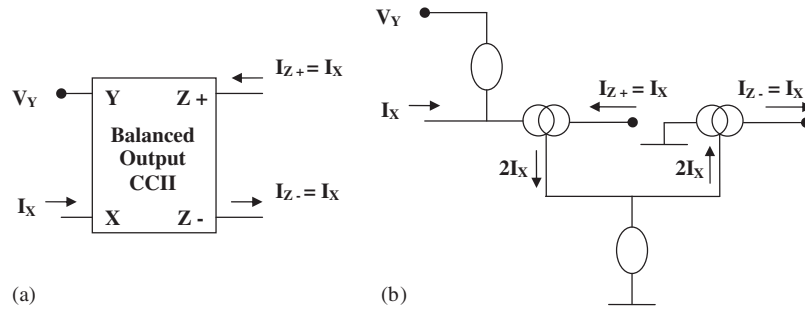 V_Y
Y
Z +
I_Z + = I_X
Balanced
Output
CCII
I_X
X
Z -
I_Z - = I_X
(a)
V_Y
I_X
I_Z + = I_X
I_Z - = I_X
2I_X
2I_X
(b)